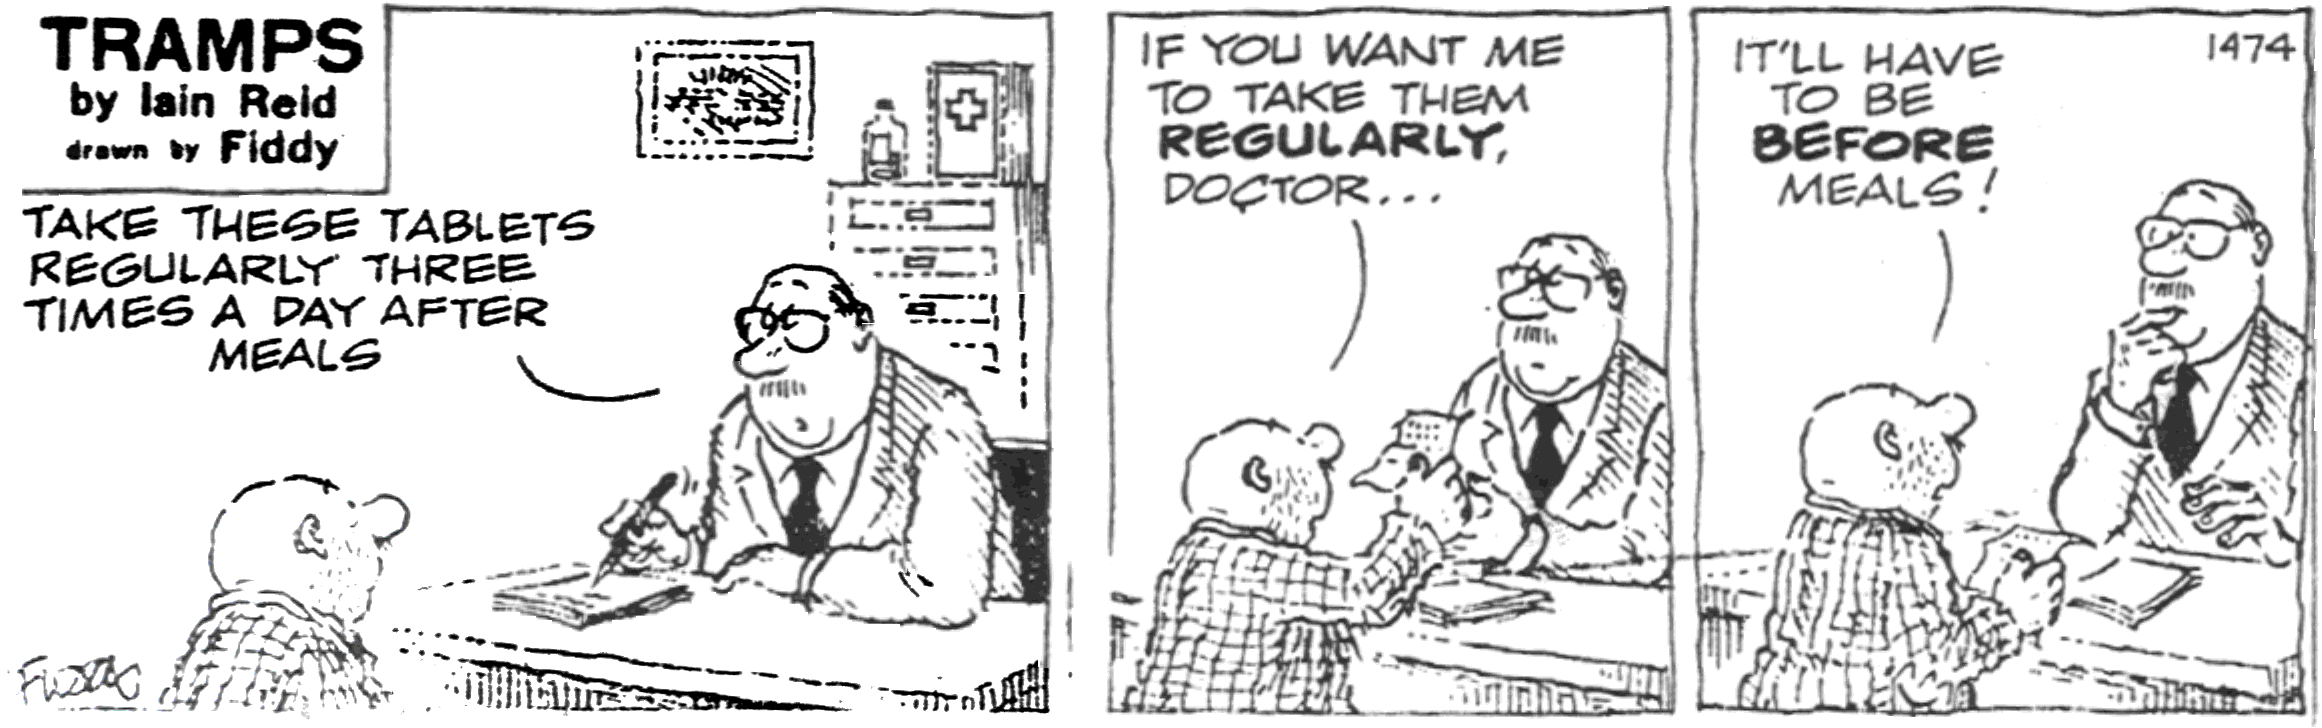 TRAMPS
by Iain Reid
drawn by Fiddy
TAKE THESE TABLETS
REGULARLY THREE
TIMES A DAY AFTER
MEALS
IF YOU WANT ME
TO TAKE THEM
REGULARLY,
DOCTOR...
IT'LL HAVE
TO BE
BEFORE
MEALS!
1474